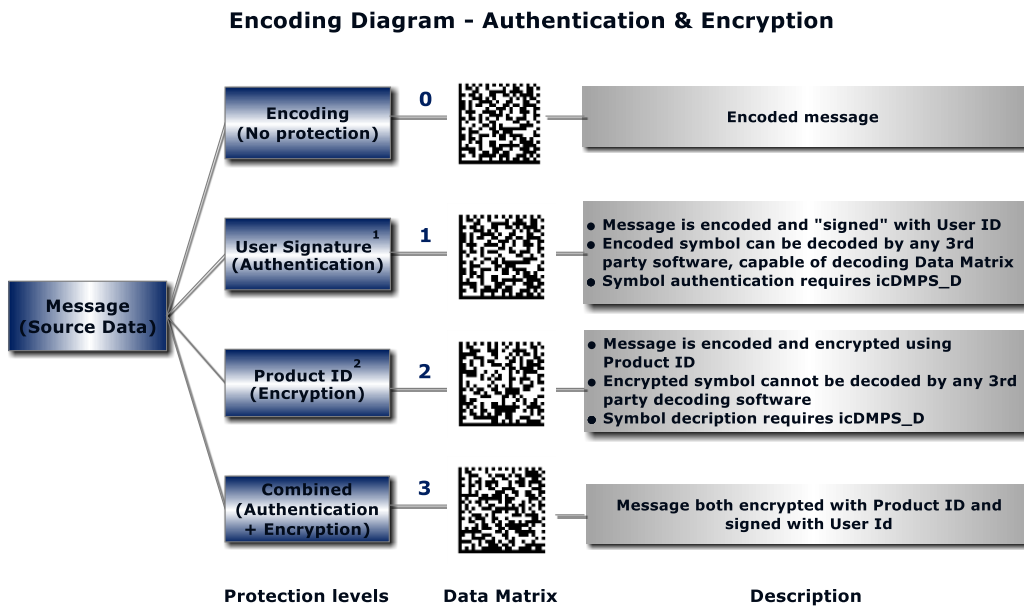 Encoding Diagram - Authentication & Encryption
Message
(Source Data)
Encoding
(No protection)
0
Encoded message
User Signature 1
(Authentication)
1
● Message is encoded and "signed" with User ID
● Encoded symbol can be decoded by any 3rd
party software, capable of decoding Data Matrix
● Symbol authentication requires icDMPS_D
Product ID 2
(Encryption)
2
● Message is encoded and encrypted using
Product ID
● Encrypted symbol cannot be decoded by any 3rd
party decoding software
● Symbol decription requires icDMPS_D
Combined
(Authentication
+ Encryption)
3
Message both encrypted with Product ID and
signed with User Id
Protection levels
Data Matrix
Description